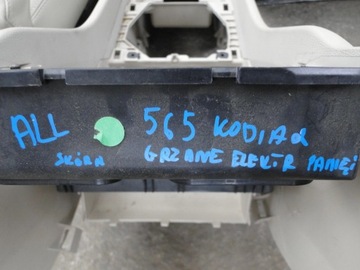 ALL 565 KODIAQ
SKÓRA GRZANE ELEKTR PAMIĘĆ